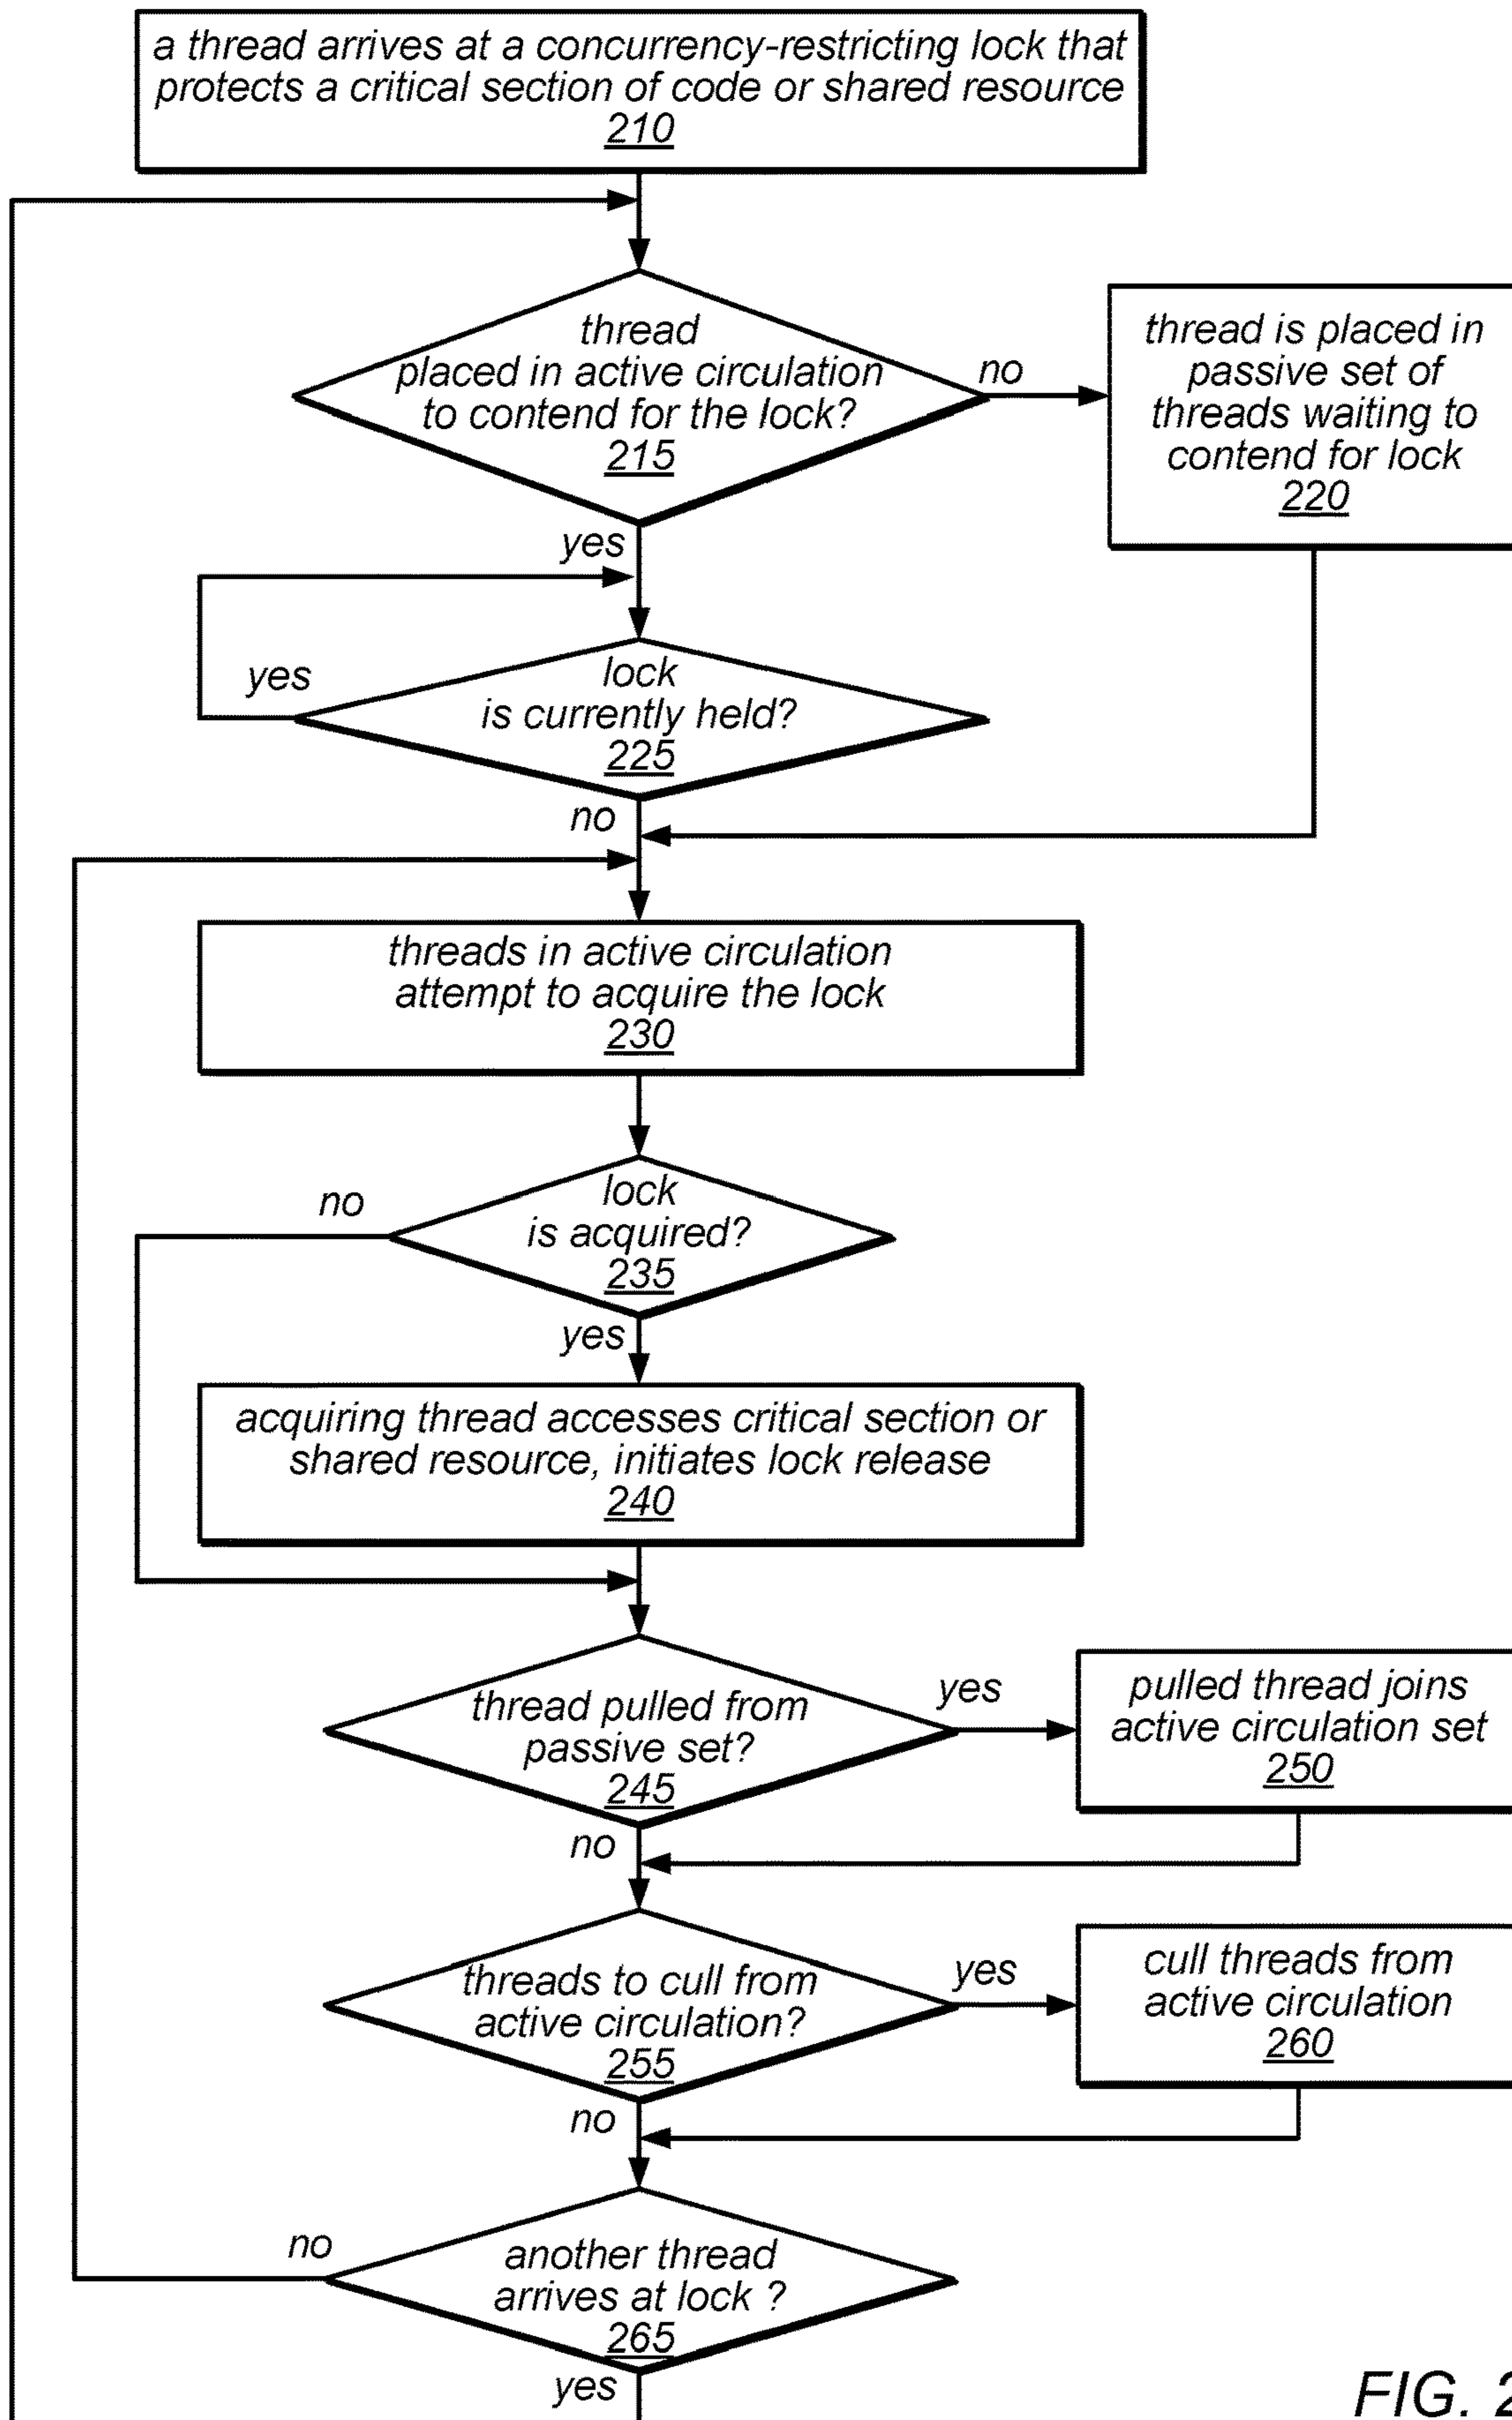 a thread arrives at a concurrency-restricting lock that
protects a critical section of code or shared resource
210
thread
placed in active circulation
to contend for the lock?
215
no
thread is placed in
passive set of
threads waiting to
contend for lock
220
yes
yes
lock
is currently held?
225
no
threads in active circulation
attempt to acquire the lock
230
no
lock
is acquired?
235
yes
acquiring thread accesses critical section or
shared resource, initiates lock release
240
thread pulled from
passive set?
245
yes
pulled thread joins
active circulation set
250
no
threads to cull from
active circulation?
255
yes
cull threads from
active circulation
260
no
no
another thread
arrives at lock ?
265
yes
FIG. 2